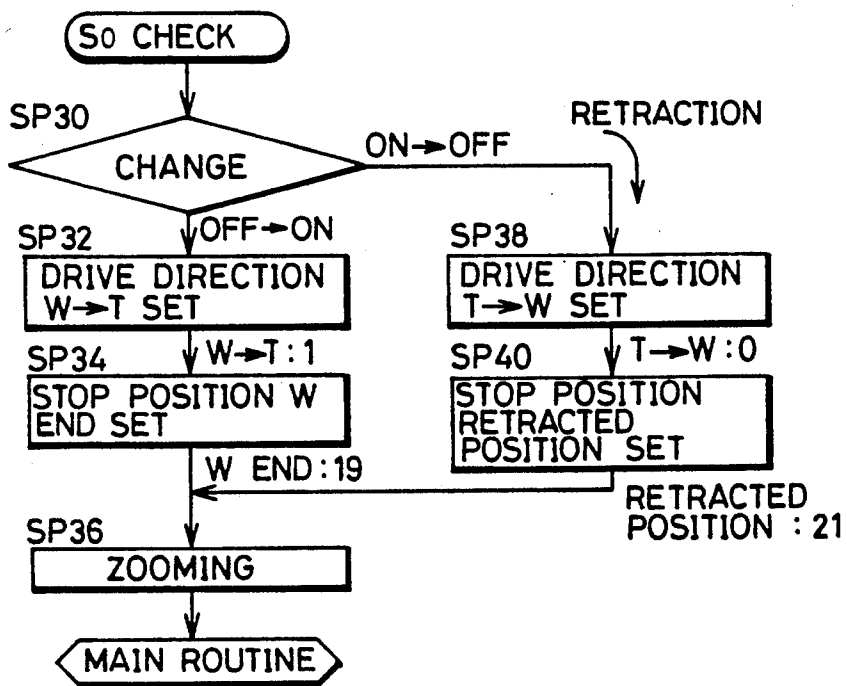 So CHECK
SP30
CHANGE
ON→OFF
RETRACTION
OFF→ON
SP32
DRIVE DIRECTION
W→T SET
W→T:1
SP34
STOP POSITION W
END SET
W END:19
SP38
DRIVE DIRECTION
T→W SET
T→W:0
SP40
STOP POSITION
RETRACTED
POSITION SET
RETRACTED
POSITION :21
SP36
ZOOMING
MAIN ROUTINE